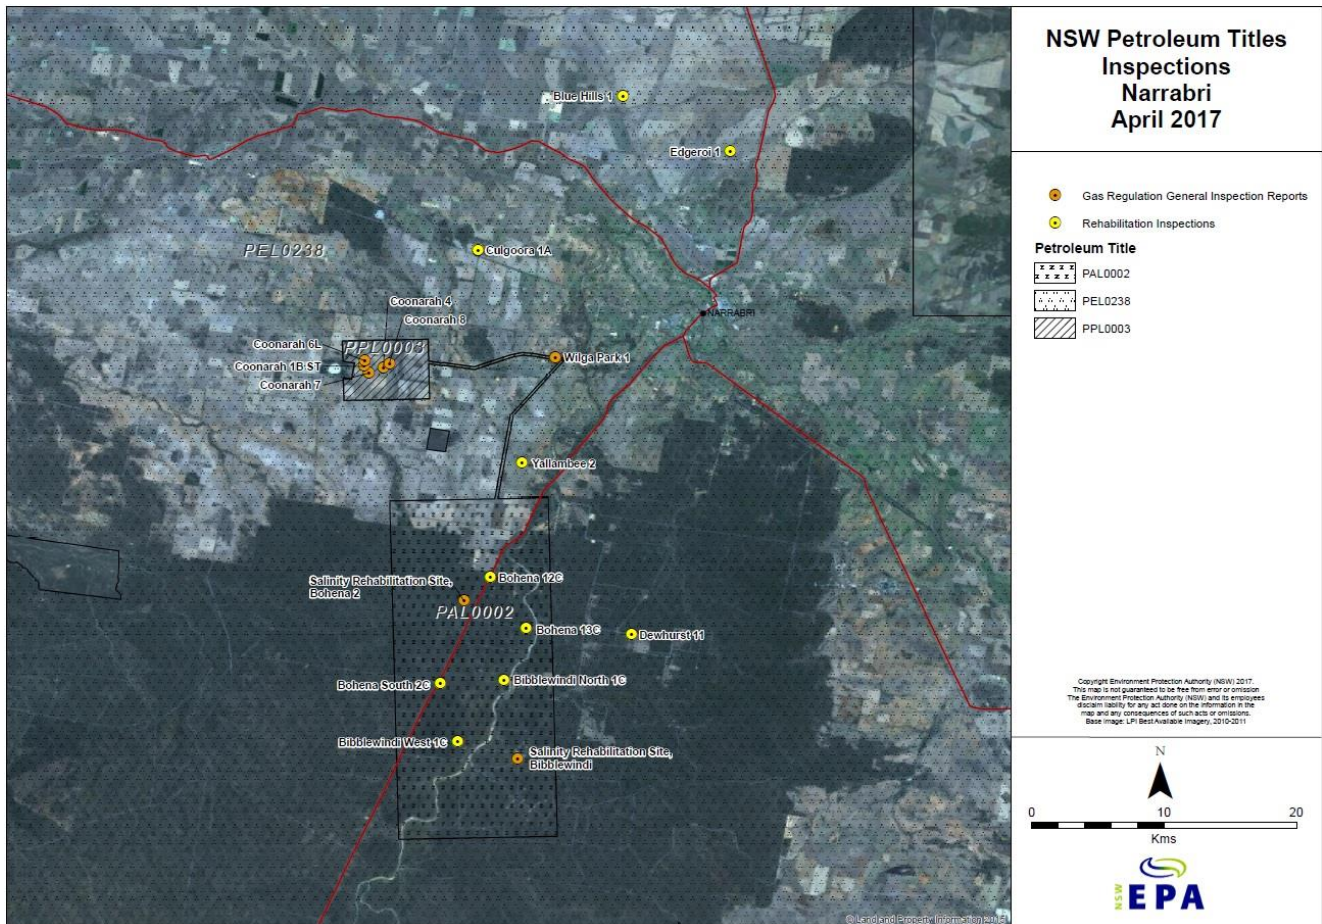 NSW Petroleum Titles
Inspections
Narrabri
April 2017
Gas Regulation General Inspection Reports
Rehabilitation Inspections
Petroleum Title
PAL0002
PEL0238
PPL0003
Blue Hills 1
Edgeroi 1
PEL0238
Culgoora 1A
Coonarah 4
Coonarah 8
NARRABRI
Coonarah 6L
PPL0003
Wilga Park 1
Coonarah 1B ST
Coonarah 7
Yallambee 2
Salinity Rehabilitation Site,
Bohena 2
Bohena 12C
PAL0002
Bohena 13C
Dewhurst 11
Bohena South 2C
Bibblewindi North 1C
Bibblewindi West 1C
Salinity Rehabilitation Site,
Bibblewindi
Copyright Environment Protection Authority (NSW) 2017.
This map is not guaranteed to be free from error or omission
The Environment Protection Authority (NSW) and its employees
disclaim liability for any act done on the information in the
map and any consequences of such acts or omissions.
Base Image: LPI Best Available Imagery, 2010-2011
N
0 10 20
Kms
NSW EPA
© Land and Property Information 2015